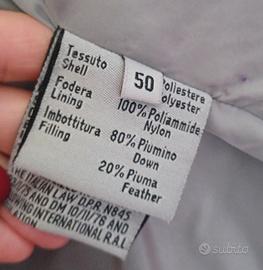 Tessuto
Shell
50
Poliestere
Polyester
Fodera
Lining
100% Poliammide
Nylon
Imbottitura
Filling
80% Piumino
Down
20% Piuma
Feather
ITALIAN LAW D.P.R. N845
AND DM 10/11/76 AND
INTERNATIONAL R.A.L
subito